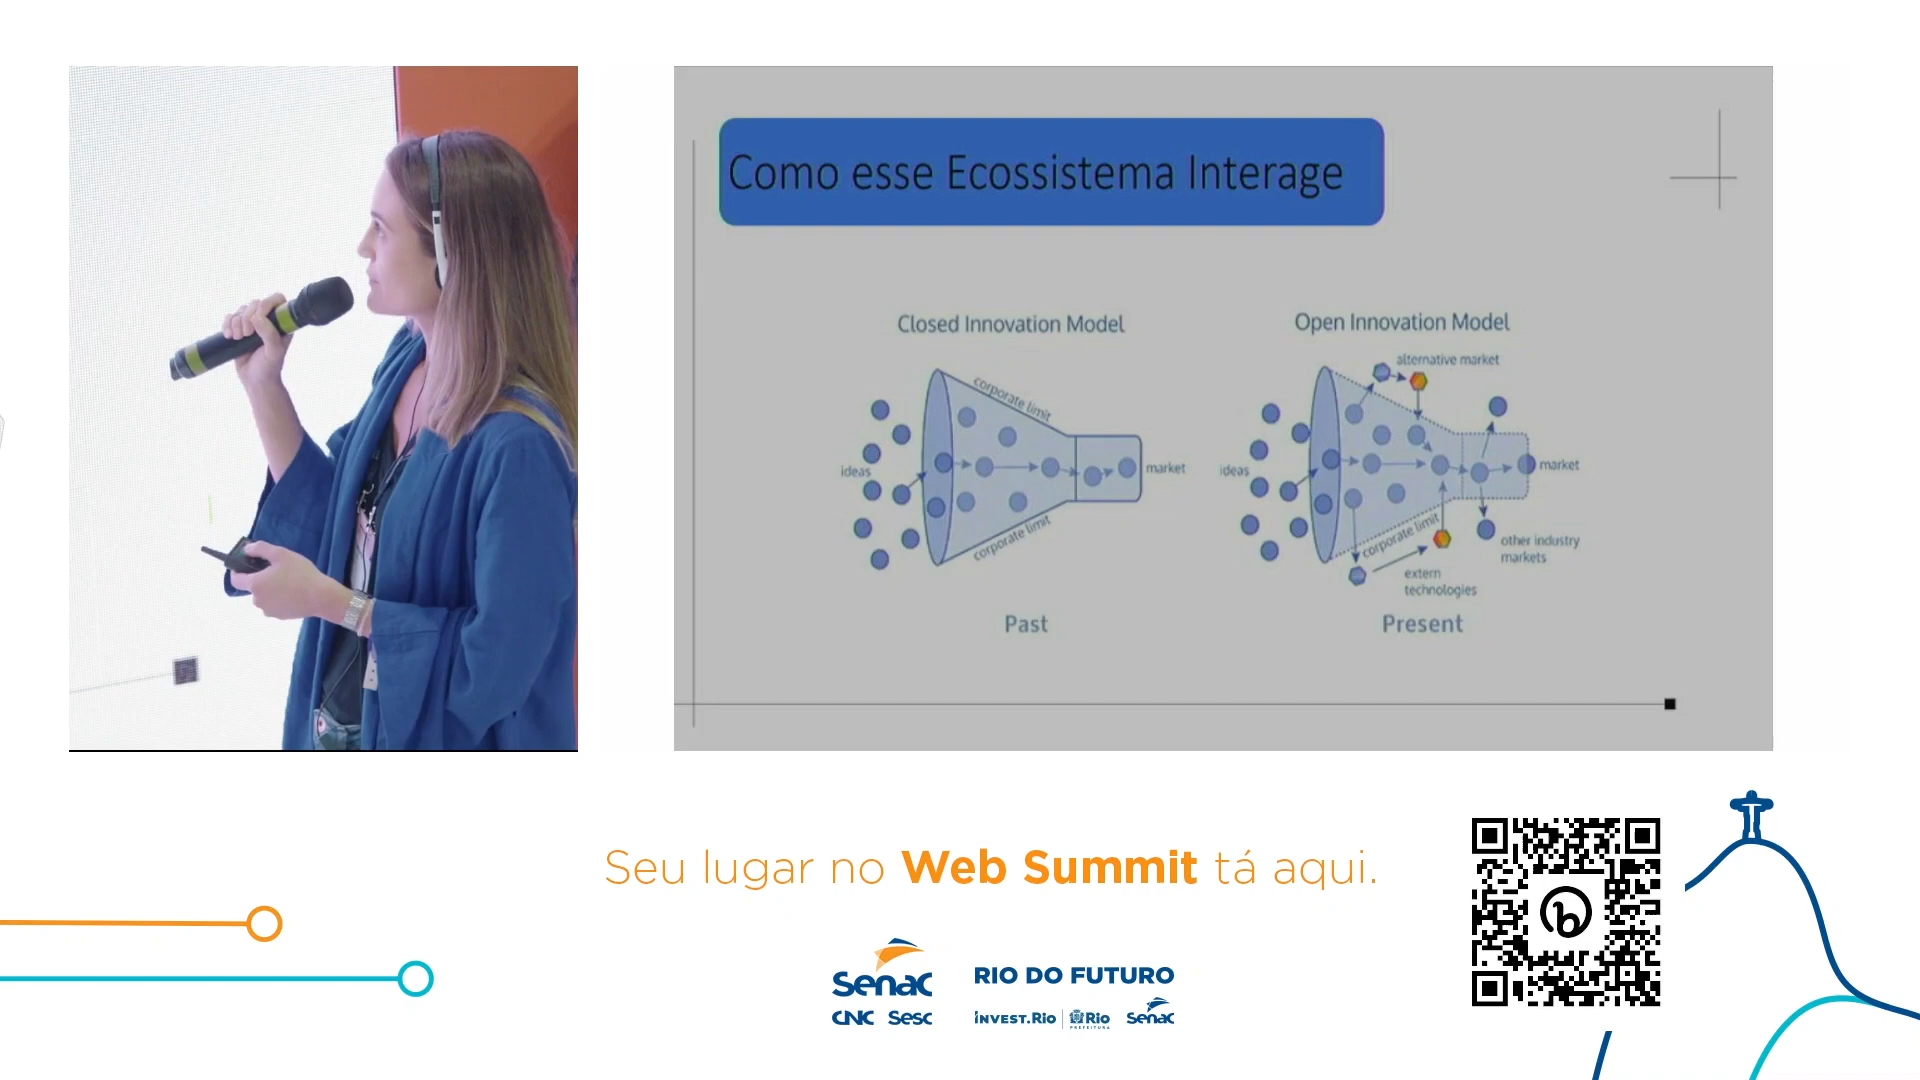 Como esse Ecossistema Interage
Closed Innovation Model
corporate limit
ideas
market
corporate limit
Past
Open Innovation Model
alternative market
ideas
market
corporate limit
other industry
markets
extern
technologies
Present
Seu lugar no Web Summit tá aqui.
Senac
CNC Sesc
RIO DO FUTURO
INVEST.Rio
Rio
PREFEITURA
Senac
b